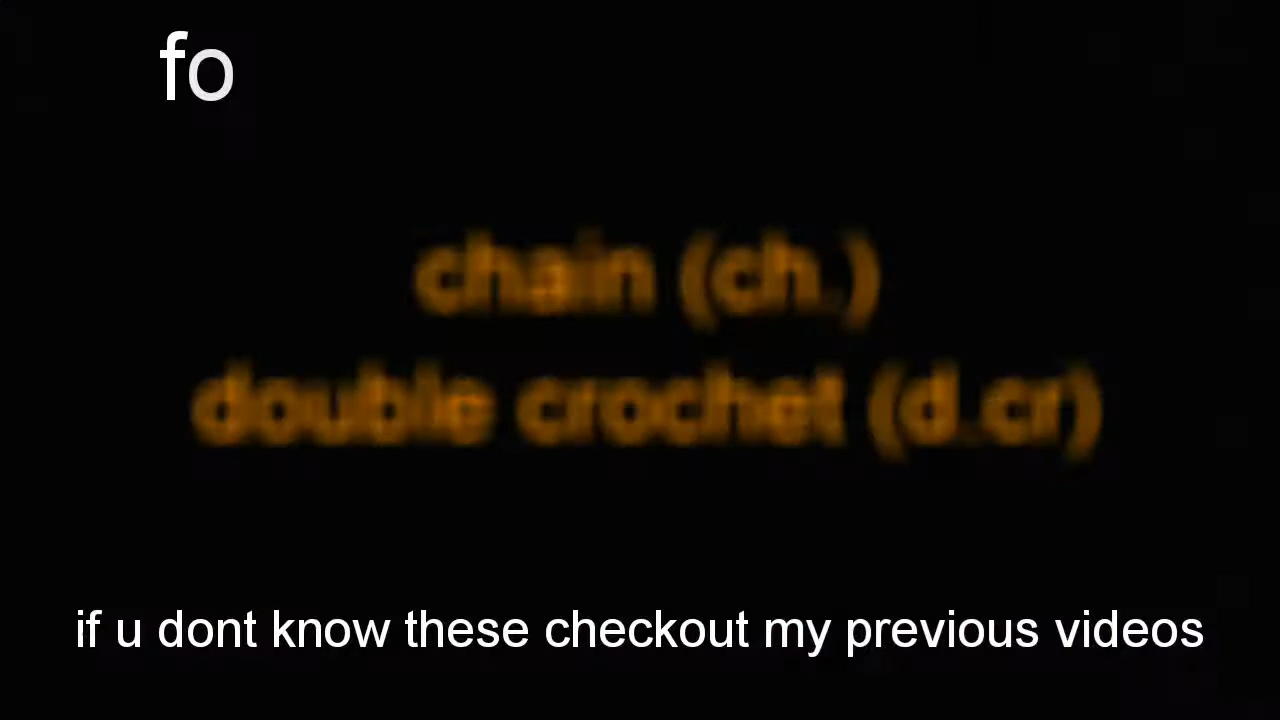 fo
chain (ch.)
double crochet (d.cr)
if u dont know these checkout my previous videos